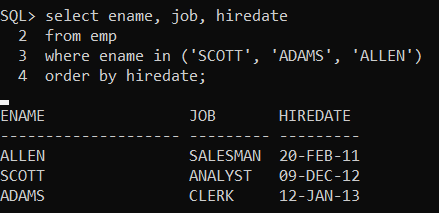 SQL> select ename, job, hiredate
  2  from emp
  3  where ename in ('SCOTT', 'ADAMS', 'ALLEN')
  4  order by hiredate;
ENAME                JOB       HIREDATE
-------------------- --------- ---------
ALLEN                SALESMAN  20-FEB-11
SCOTT                ANALYST   09-DEC-12
ADAMS                CLERK     12-JAN-13